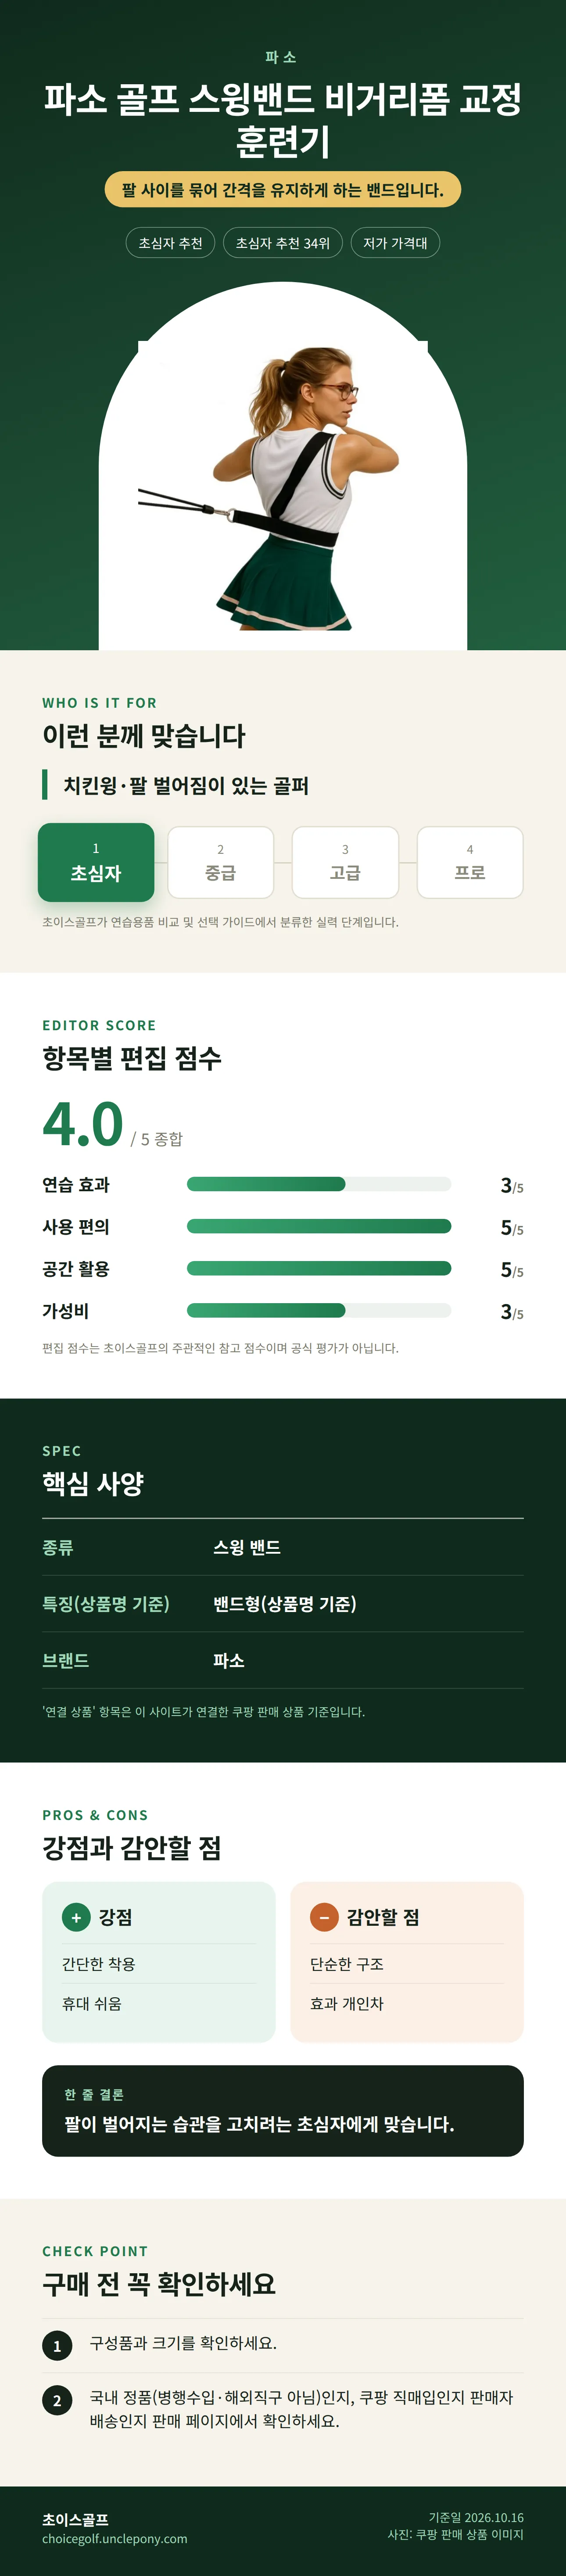 파소
파소 골프 스윙밴드 비거리폼 교정
훈련기
팔 사이를 묶어 간격을 유지하게 하는 밴드입니다.
초심자 추천
초심자 추천 34위
저가 가격대
WHO IS IT FOR
이런 분께 맞습니다
치킨윙·팔 벌어짐이 있는 골퍼
1
초심자
2
중급
3
고급
4
프로
초이스골프가 연습용품 비교 및 선택 가이드에서 분류한 실력 단계입니다.
EDITOR SCORE
항목별 편집 점수
4.0 / 5 종합
연습 효과 3/5
사용 편의 5/5
공간 활용 5/5
가성비 3/5
편집 점수는 초이스골프의 주관적인 참고 점수이며 공식 평가가 아닙니다.
SPEC
핵심 사양
종류 스윙 밴드
특징(상품명 기준) 밴드형(상품명 기준)
브랜드 파소
'연결 상품' 항목은 이 사이트가 연결한 쿠팡 판매 상품 기준입니다.
PROS & CONS
강점과 감안할 점
+ 강점
간단한 착용
휴대 쉬움
− 감안할 점
단순한 구조
효과 개인차
한 줄 결론
팔이 벌어지는 습관을 고치려는 초심자에게 맞습니다.
CHECK POINT
구매 전 꼭 확인하세요
1 구성품과 크기를 확인하세요.
2 국내 정품(병행수입·해외직구 아님)인지, 쿠팡 직매입인지 판매자
배송인지 판매 페이지에서 확인하세요.
초이스골프
choicegolf.unclepony.com
기준일 2026.10.16
사진: 쿠팡 판매 상품 이미지